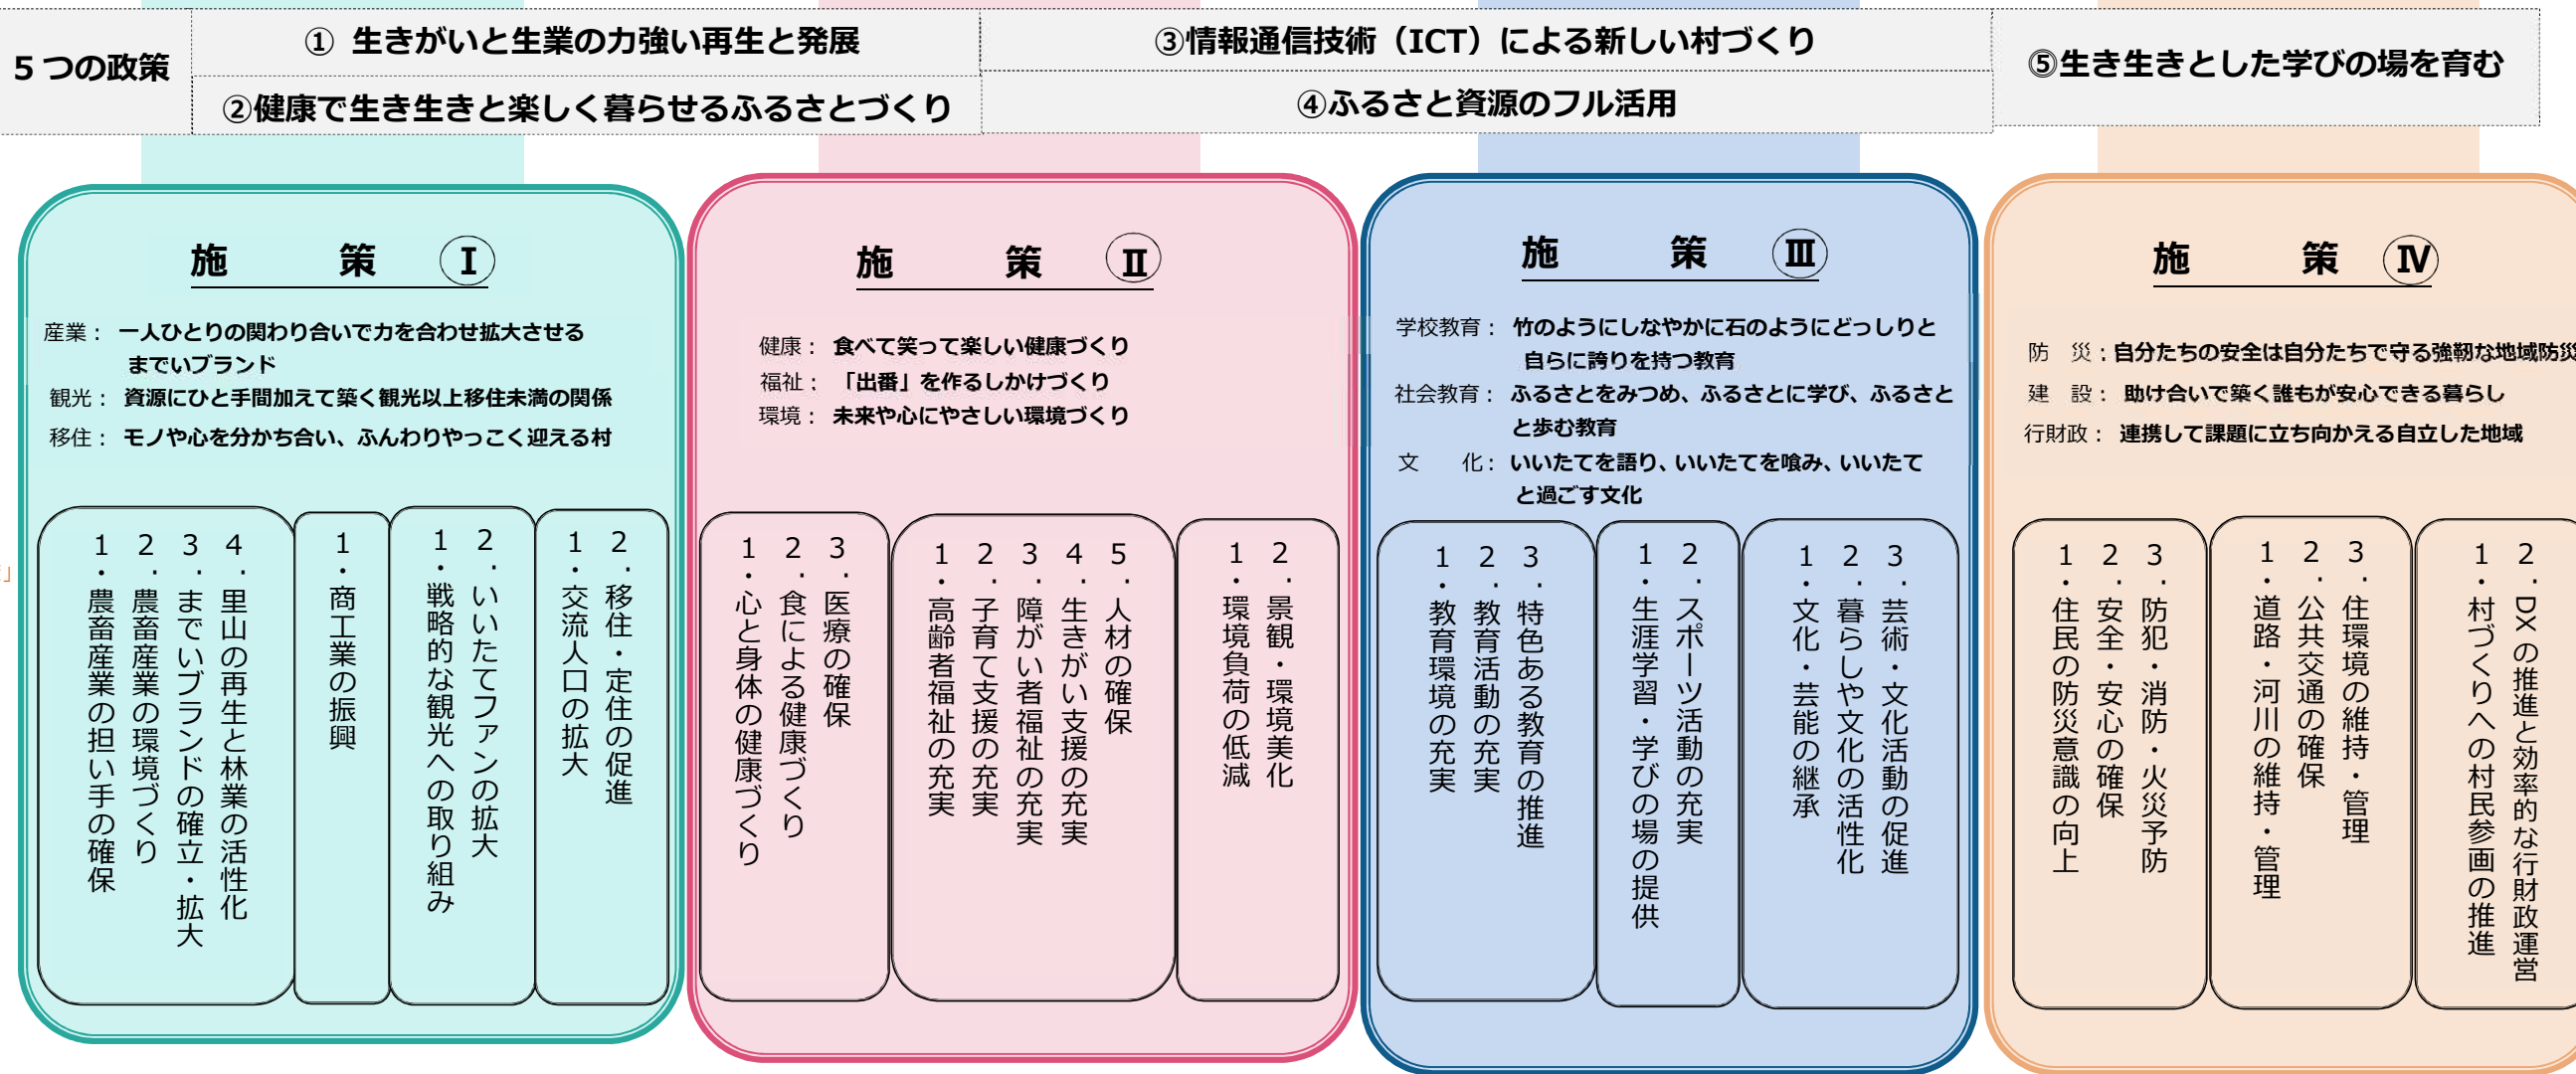 5つの政策
① 生きがいと生業の力強い再生と発展
②健康で生き生きと楽しく暮らせるふるさとづくり
③情報通信技術（ICT）による新しい村づくり
④ふるさと資源のフル活用
⑤生き生きとした学びの場を育む
施 策 Ⅰ
産業： 一人ひとりの関わり合いで力を合わせ拡大させる
までいブランド
観光： 資源にひと手間加えて築く観光以上移住未満の関係
移住： モノや心を分かち合い、ふんわりやっこく迎える村
1．農畜産業の担い手の確保
2．農畜産業の環境づくり
3．までいブランドの確立・拡大
4．里山の再生と林業の活性化
1．商工業の振興
1．戦略的な観光への取り組み
2．いいたてファンの拡大
1．交流人口の拡大
2．移住・定住の促進
施 策 Ⅱ
健康： 食べて笑って楽しい健康づくり
福祉： 「出番」を作るしかけづくり
環境： 未来や心にやさしい環境づくり
1．心と身体の健康づくり
2．食による健康づくり
3．医療の確保
1．高齢者福祉の充実
2．子育て支援の充実
3．障がい者福祉の充実
4．生きがい支援の充実
5．人材の確保
1．環境負荷の低減
2．景観・環境美化
施 策 Ⅲ
学校教育： 竹のようにしなやかに石のようにどっしりと
自らに誇りを持つ教育
社会教育： ふるさとをみつめ、ふるさとに学び、ふるさと
と歩む教育
文 化： いいたてを語り、いいたてを喰み、いいたて
と過ごす文化
1．教育環境の充実
2．教育活動の充実
3．特色ある教育の推進
1．生涯学習・学びの場の提供
2．スポーツ活動の充実
1．文化・芸能の継承
2．暮らしや文化の活性化
3．芸術・文化活動の促進
施 策 Ⅳ
防 災：自分たちの安全は自分たちで守る強靭な地域防災
建 設： 助け合いで築く誰もが安心できる暮らし
行財政： 連携して課題に立ち向かえる自立した地域
1．住民の防災意識の向上
2．安全・安心の確保
3．防犯・消防・火災予防
1．道路・河川の維持・管理
2．公共交通の確保
3．住環境の維持・管理
1．村づくりへの村民参画の推進
2．DXの推進と効率的な行財政運営